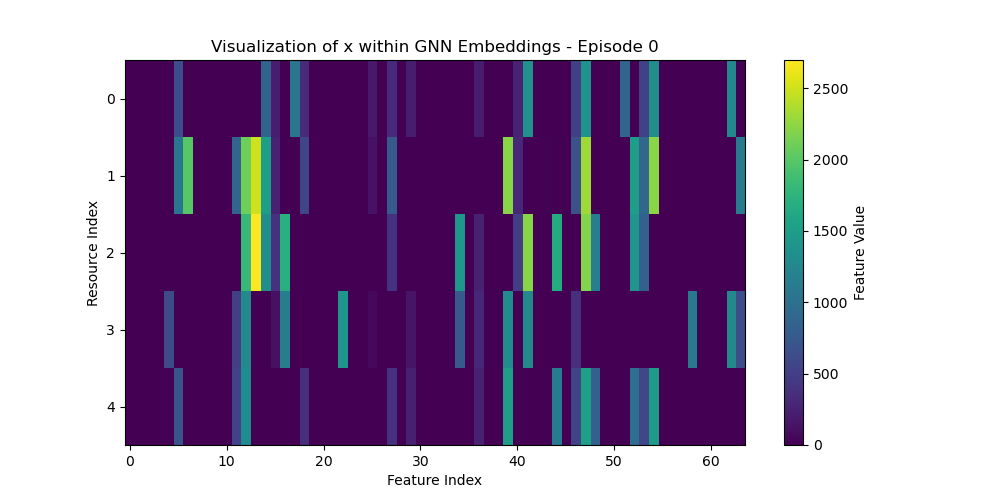 Visualization of x within GNN Embeddings - Episode 0
Resource Index
0
1
2
3
4
0 10 20 30 40 50 60
Feature Index
2500
2000
1500
1000
500
0
Feature Value